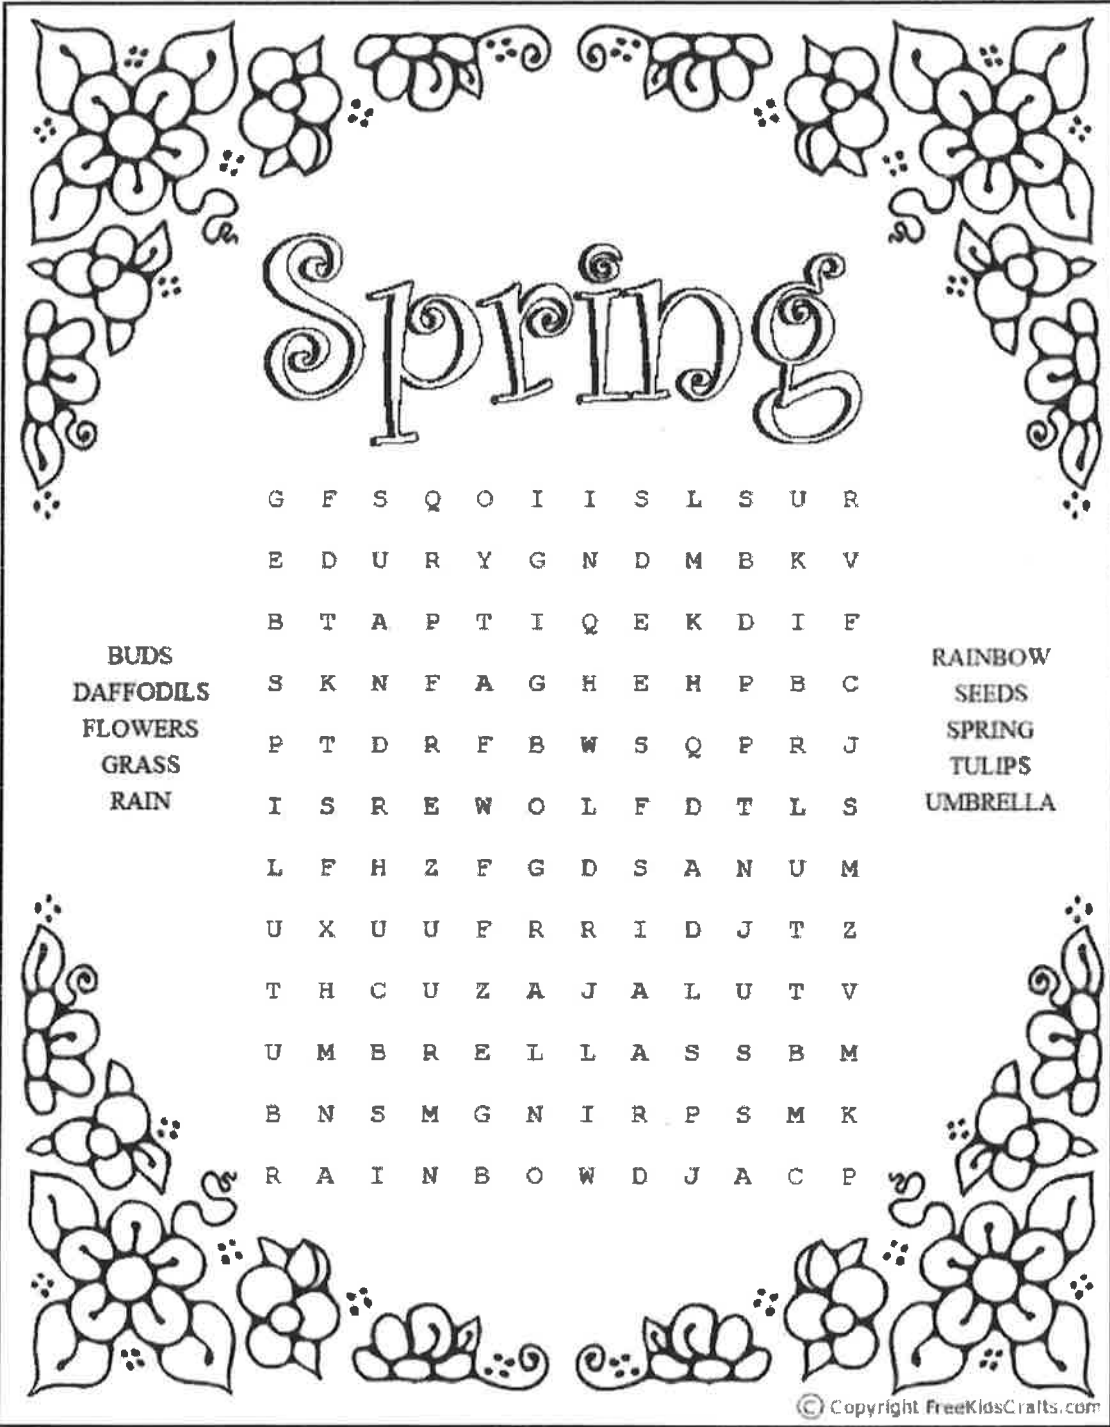 Spring
G F S Q O I I S L S U R
E D U R Y G N D M B K V
B T A P T I Q E K D I F
S K N F A G H E H P B C
P T D R F B W S Q P R J
I S R E W O L F D T L S
L F H Z F G D S A N U M
U X U U F R R I D J T Z
T H C U Z A J A L U T V
U M B R E L L A S S B M
B N S M G N I R P S M K
R A I N B O W D J A C P
BUDS
DAFFODILS
FLOWERS
GRASS
RAIN
RAINBOW
SEEDS
SPRING
TULIPS
UMBRELLA
© Copyright FreeKidsCrafts.com